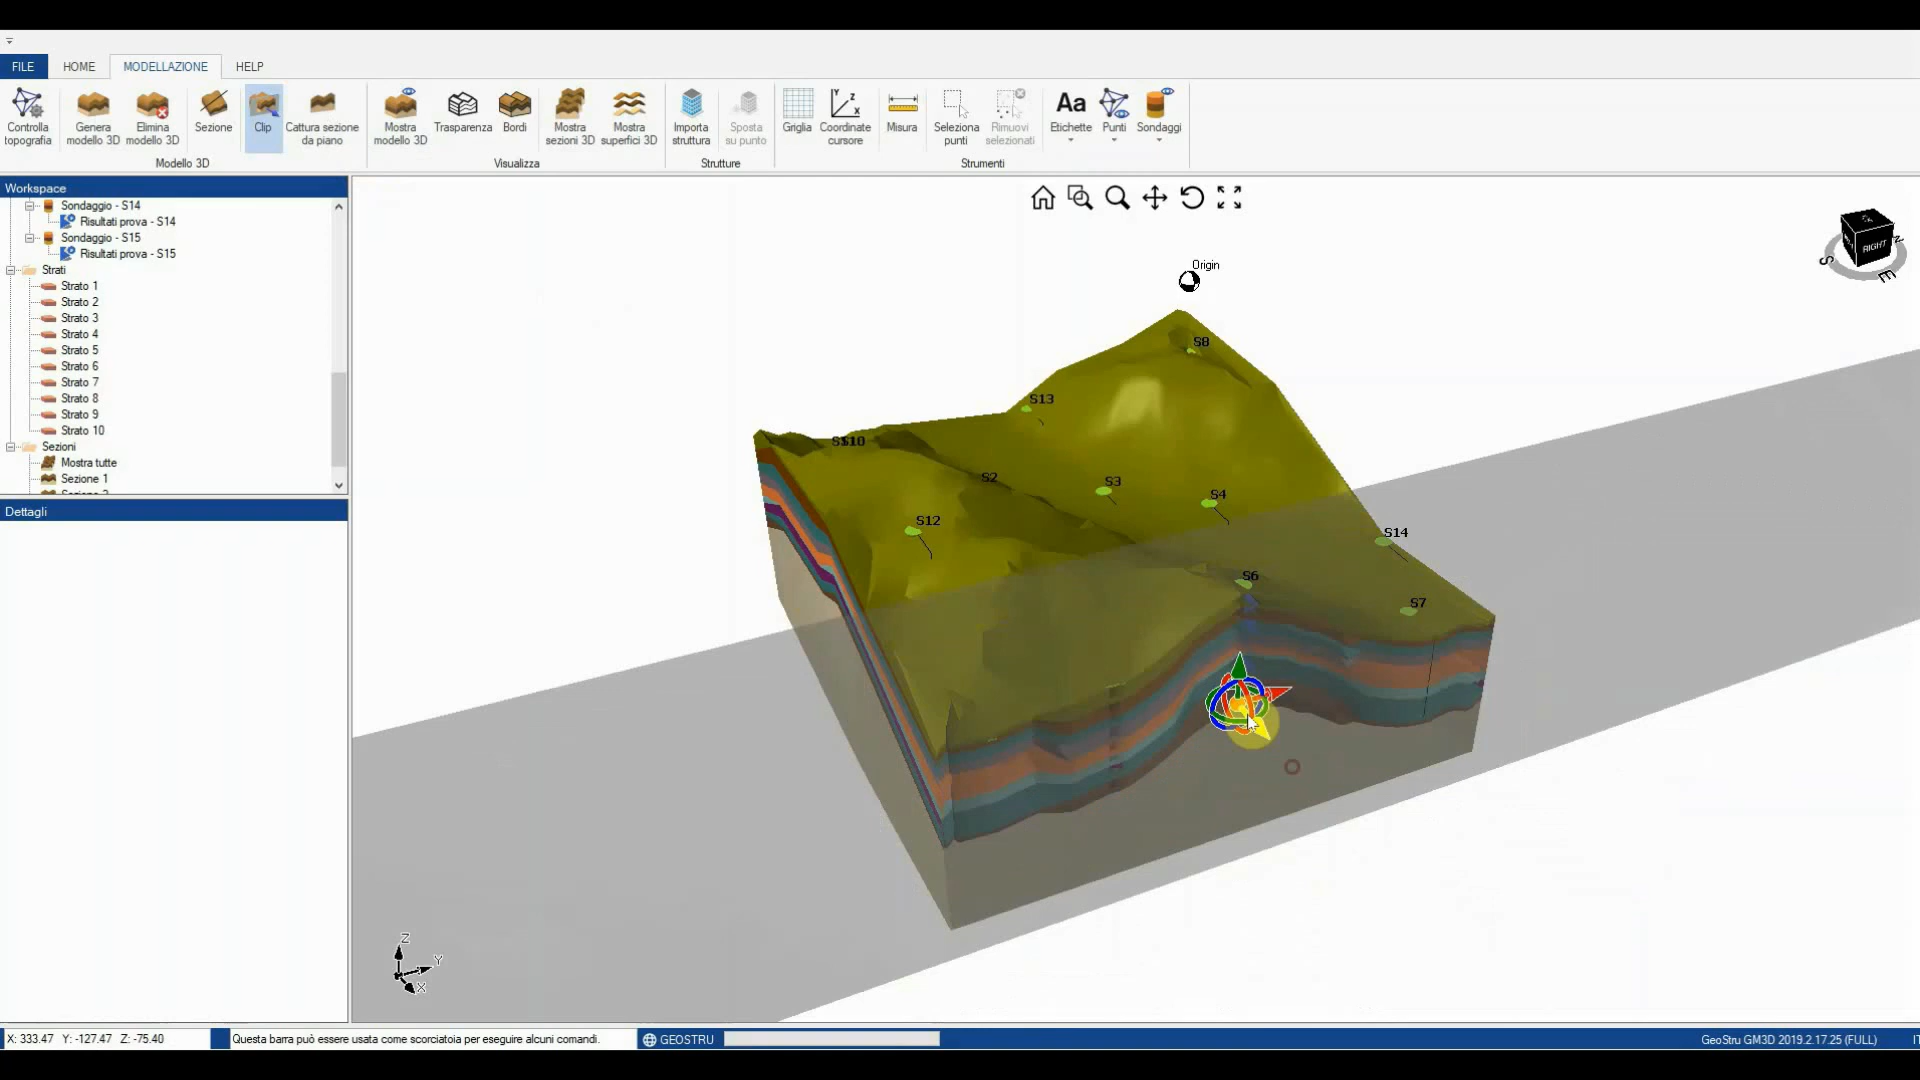 FILE HOME MODELLAZIONE HELP
Controlla topografia
Genera modello 3D
Elimina modello 3D
Sezione
Clip
Cattura sezione da piano
Mostra modello 3D
Trasparenza
Bordi
Mostra sezioni 3D
Mostra superfici 3D
Importa struttura
Sposta su punto
Griglia
Coordinate cursore
Misura
Seleziona punti
Rimuovi selezionati
Aa
Etichette
Punti
Sondaggi
Modello 3D
Visualizza
Strutture
Strumenti
Workspace
Sondaggio - S14
Risultati prova - S14
Sondaggio - S15
Risultati prova - S15
Strati
Strato 1
Strato 2
Strato 3
Strato 4
Strato 5
Strato 6
Strato 7
Strato 8
Strato 9
Strato 10
Sezioni
Mostra tutte
Sezione 1
Dettagli
RIGHT
S
E
Origin
S8
S13
S10
S2
S3
S4
S12
S14
S6
S7
Z
Y
X
X: 333.47 Y: -127.47 Z: -75.40
Questa barra può essere usata come scorciatoia per eseguire alcuni comandi.
GEOSTRU
GeoStru GM3D 2019.2.17.25 (FULL)